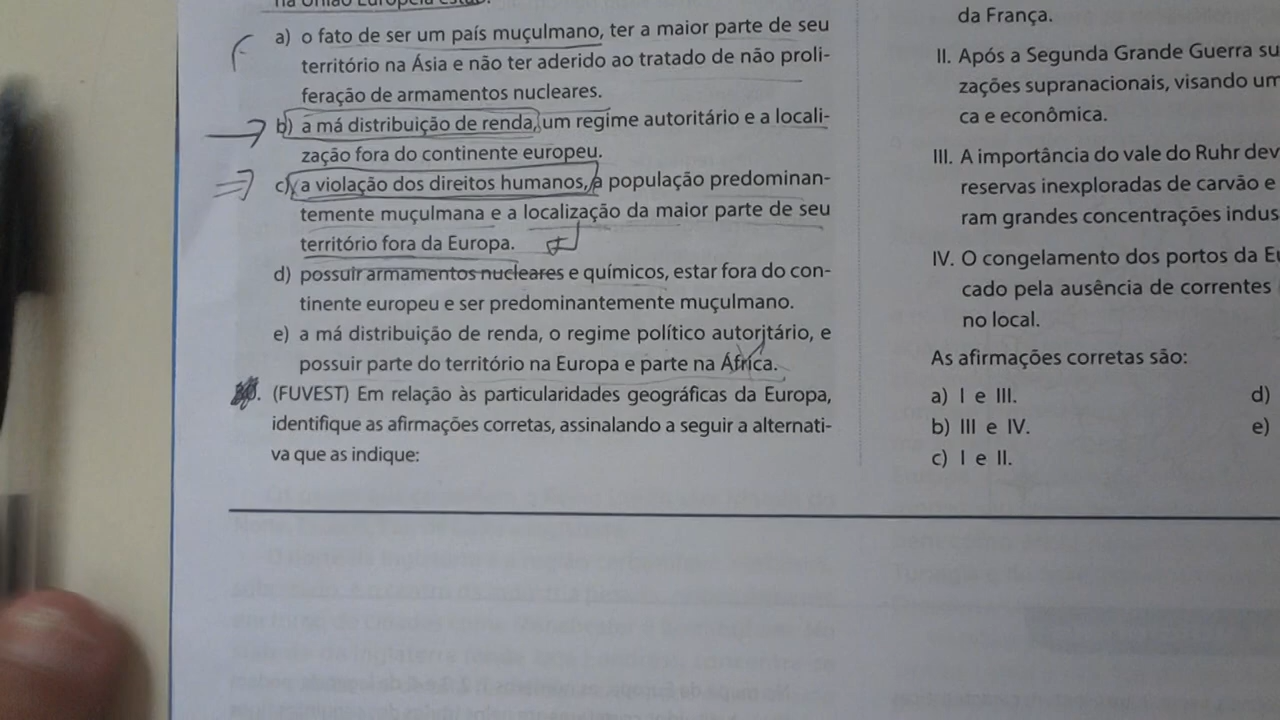 na União Europeia estão:
a) o fato de ser um país muçulmano, ter a maior parte de seu
território na Ásia e não ter aderido ao tratado de não proli-
feração de armamentos nucleares.
b) a má distribuição de renda, um regime autoritário e a locali-
zação fora do continente europeu.
c) a violação dos direitos humanos, a população predominan-
temente muçulmana e a localização da maior parte de seu
território fora da Europa.
d) possuir armamentos nucleares e químicos, estar fora do con-
tinente europeu e ser predominantemente muçulmano.
e) a má distribuição de renda, o regime político autoritário, e
possuir parte do território na Europa e parte na África.
(FUVEST) Em relação às particularidades geográficas da Europa,
identifique as afirmações corretas, assinalando a seguir a alternati-
va que as indique:
da França.
II. Após a Segunda Grande Guerra su
zações supranacionais, visando um
ca e econômica.
III. A importância do vale do Ruhr dev
reservas inexploradas de carvão e
ram grandes concentrações indus
IV. O congelamento dos portos da Eu
cado pela ausência de correntes
no local.
As afirmações corretas são:
a) I e III.
d)
b) III e IV.
e)
c) I e II.